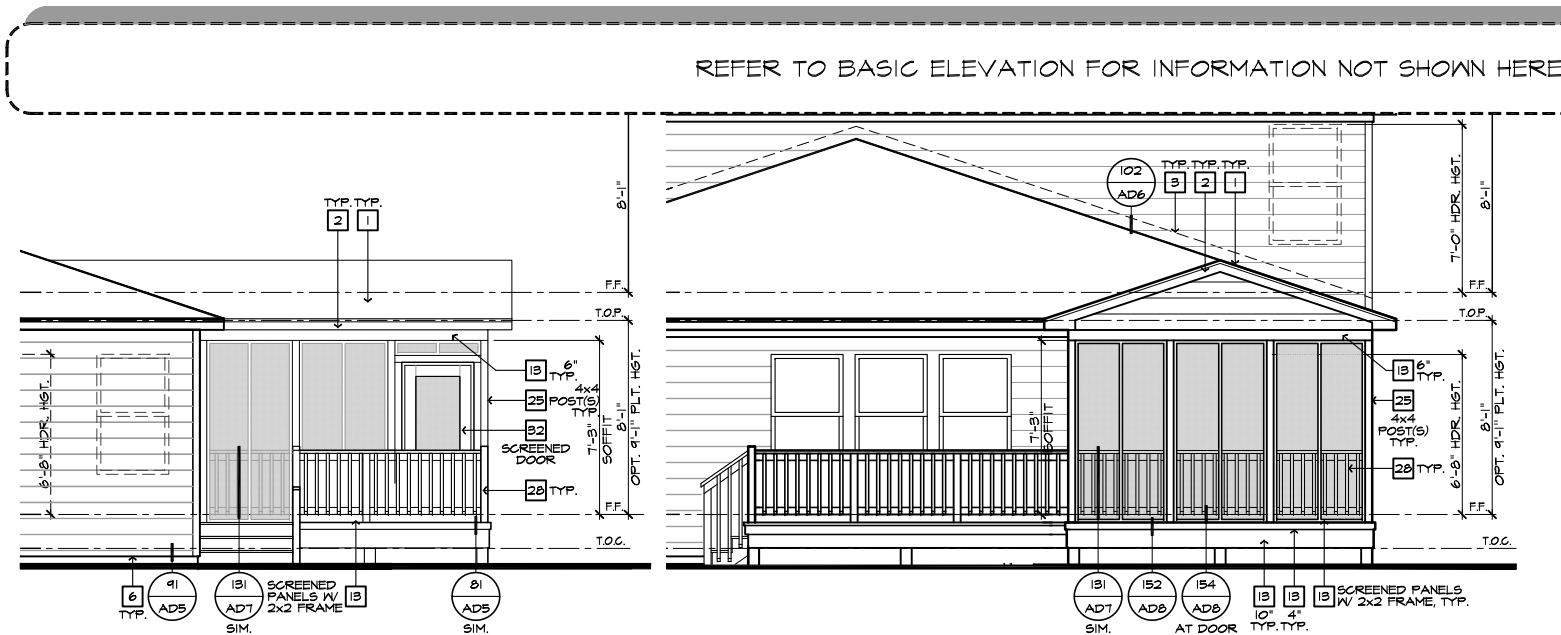 REFER TO BASIC ELEVATION FOR INFORMATION NOT SHOWN HERE
TYP. TYP.
2 1
8'-1"
F.F.
T.O.P.
6'-8" HDR. HGT.
13 6" TYP.
25 4x4 POST(S) TYP.
32
SCREENED
DOOR
28 TYP.
7'-3"
SOFFIT
8'-1"
OPT. 9'-1" PLT. HGT.
F.F.
T.O.C.
6
TYP.
91
AD5
131
AD7
SIM.
SCREENED
PANELS W/
2x2 FRAME
13
81
AD5
SIM.
102
AD6
TYP. TYP. TYP.
3 2 1
7'-0" HDR. HGT.
8'-1"
F.F.
T.O.P.
7'-3"
SOFFIT
13 6"
TYP.
25
4x4
POST(S)
TYP.
28 TYP.
6'-8" HDR. HGT.
8'-1"
OPT. 9'-1" PLT. HGT.
F.F.
T.O.C.
131
AD7
SIM.
152
AD8
154
AD8
AT DOOR
13
10"
TYP.
13
4"
TYP.
13
SCREENED PANELS
W/ 2x2 FRAME, TYP.